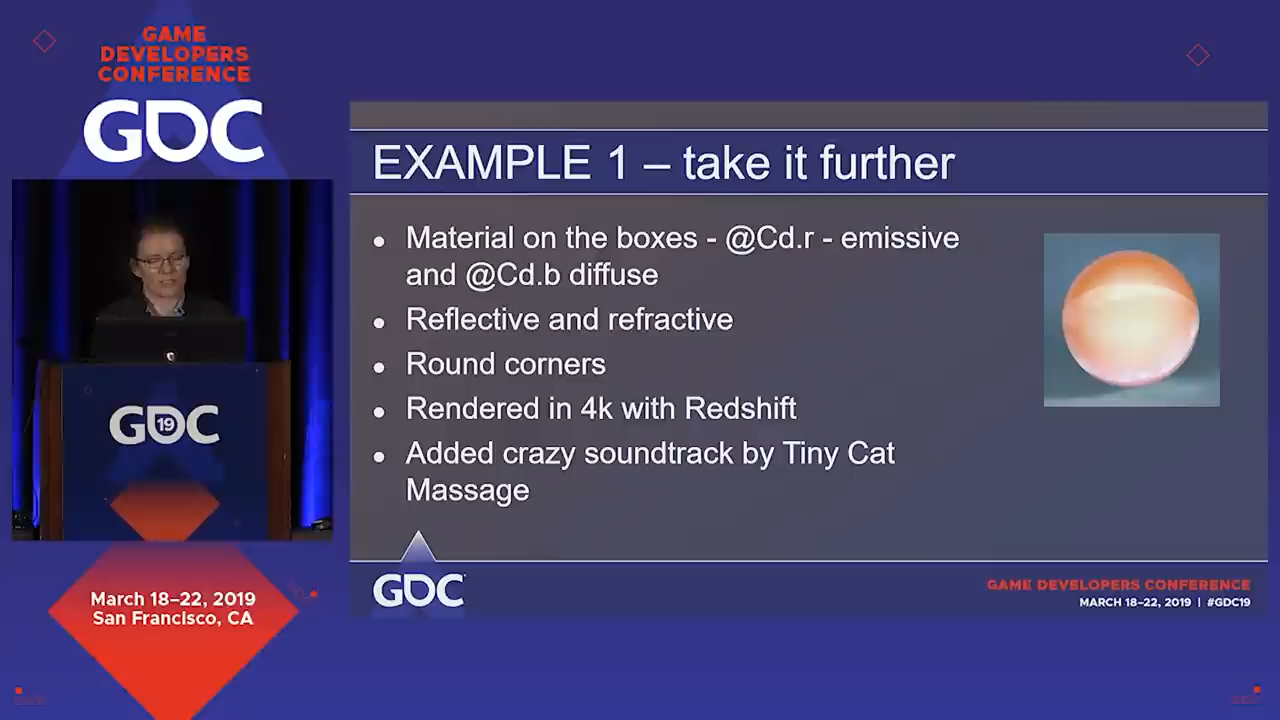 GAME
DEVELOPERS
CONFERENCE
GDC
GDC
19
March 18–22, 2019
San Francisco, CA
EXAMPLE 1 – take it further
Material on the boxes - @Cd.r - emissive
and @Cd.b diffuse
Reflective and refractive
Round corners
Rendered in 4k with Redshift
Added crazy soundtrack by Tiny Cat
Massage
GDC
GAME DEVELOPERS CONFERENCE
MARCH 18–22, 2019 | #GDC19